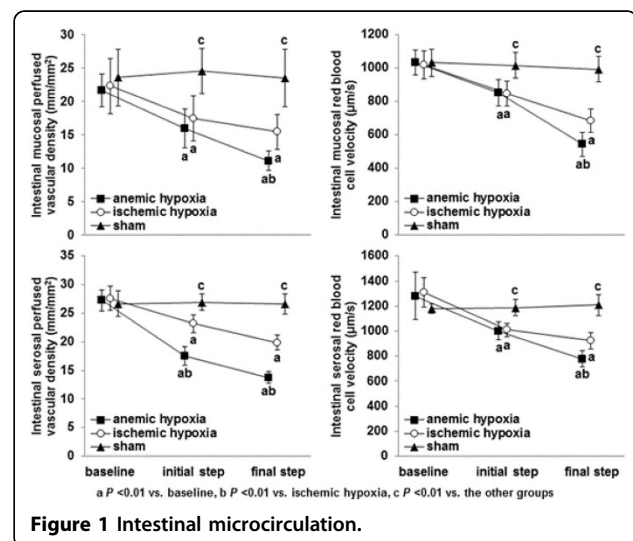 Intestinal mucosal perfused
vascular density (mm/mm²)
30
25
20
15
10
5
0
c
c
a
a
a
ab
anemic hypoxia
ischemic hypoxia
sham
Intestinal mucosal red blood
cell velocity (µm/s)
1200
1000
800
600
400
200
0
c
c
aa
a
ab
anemic hypoxia
ischemic hypoxia
sham
Intestinal serosal perfused
vascular density (mm/mm²)
35
30
25
20
15
10
5
0
c
c
a
ab
a
ab
anemic hypoxia
ischemic hypoxia
sham
baseline initial step final step
Intestinal serosal red blood
cell velocity (µm/s)
1600
1400
1200
1000
800
600
400
200
0
c
c
a a
a
ab
anemic hypoxia
ischemic hypoxia
sham
baseline initial step final step
a P <0.01 vs. baseline, b P <0.01 vs. ischemic hypoxia, c P <0.01 vs. the other groups
Figure 1 Intestinal microcirculation.